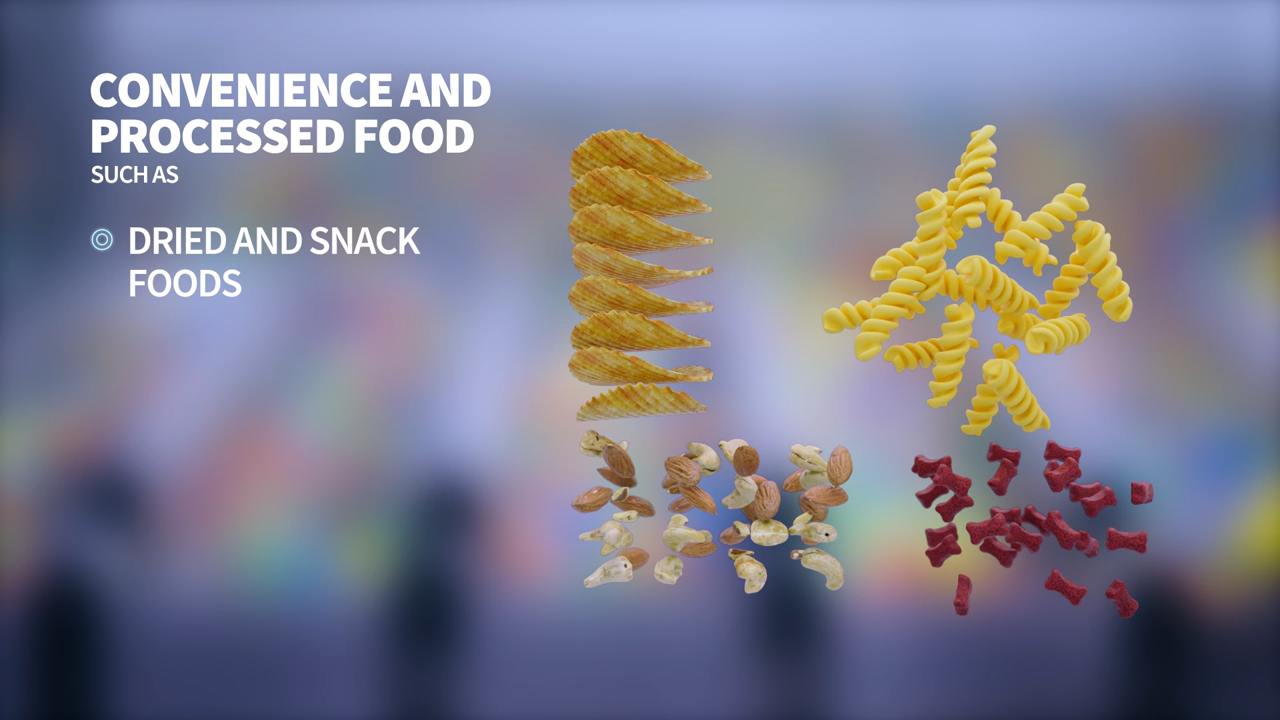 CONVENIENCE AND
PROCESSED FOOD
SUCH AS
DRIED AND SNACK
FOODS